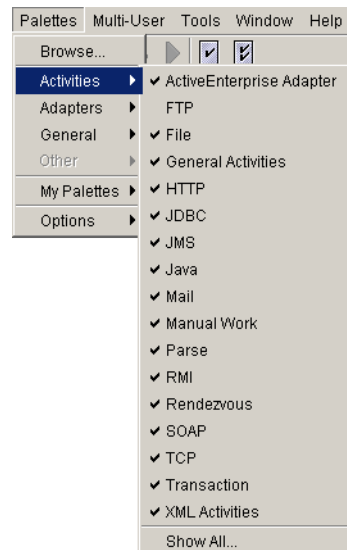 Palettes Multi-User Tools Window Help
Browse...
Activities
Adapters
General
Other
My Palettes
Options
ActiveEnterprise Adapter
FTP
File
General Activities
HTTP
JDBC
JMS
Java
Mail
Manual Work
Parse
RMI
Rendezvous
SOAP
TCP
Transaction
XML Activities
Show All...